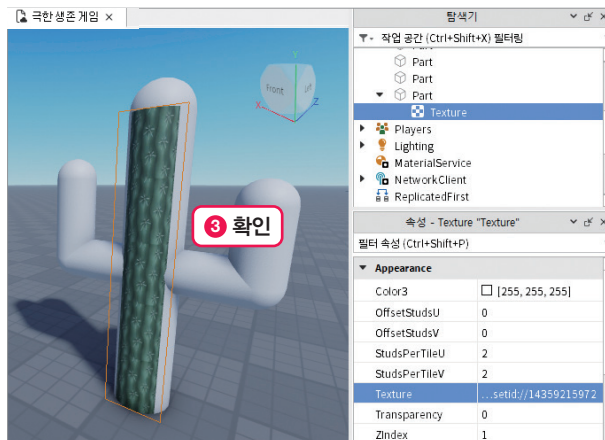 극한생존게임 ×
Front
Lft
Y
X
Z
③ 확인
탐색기
작업 공간 (Ctrl+Shift+X) 필터링
Part
Part
Part
Texture
Players
Lighting
MaterialService
NetworkClient
ReplicatedFirst
속성 - Texture "Texture"
필터 속성 (Ctrl+Shift+P)
Appearance
Color3 [255, 255, 255]
OffsetStudsU 0
OffsetStudsV 0
StudsPerTileU 2
StudsPerTileV 2
Texture ...setid://14359215972
Transparency 0
ZIndex 1